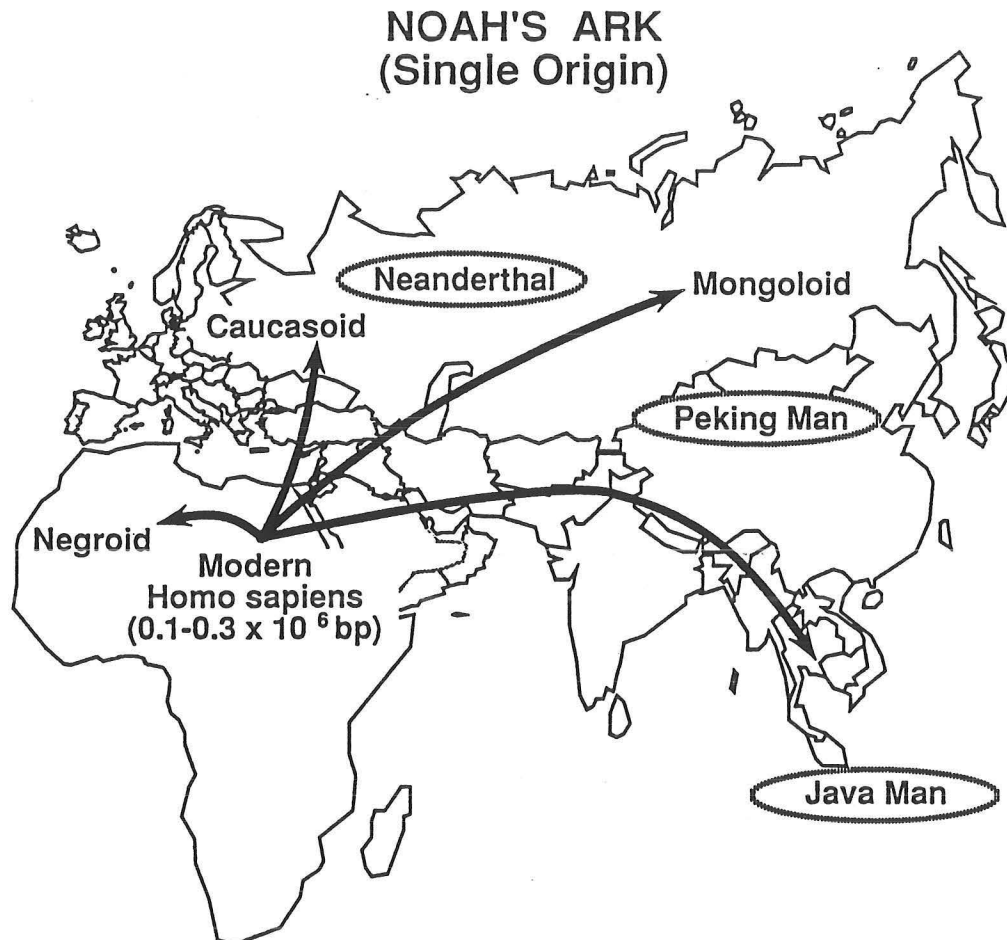 NOAH'S ARK
(Single Origin)
Neanderthal
Mongoloid
Caucasoid
Peking Man
Negroid
Modern
Homo sapiens
(0.1-0.3 x 10 ⁶ bp)
Java Man